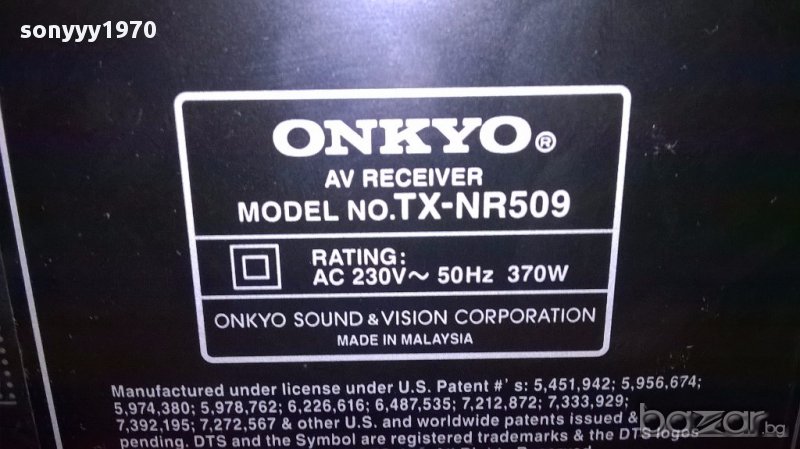 sonyyy1970
ONKYO®
AV RECEIVER
MODEL NO.TX-NR509
RATING:
AC 230V~ 50Hz 370W
ONKYO SOUND & VISION CORPORATION
MADE IN MALAYSIA
Manufactured under license under U.S. Patent #' s: 5,451,942; 5,956,674;
5,974,380; 5,978,762; 6,226,616; 6,487,535; 7,212,872; 7,333,929;
7,392,195; 7,272,567 & other U.S. and worldwide patents issued &
pending. DTS and the Symbol are registered trademarks & the DTS logos
bazar.bg